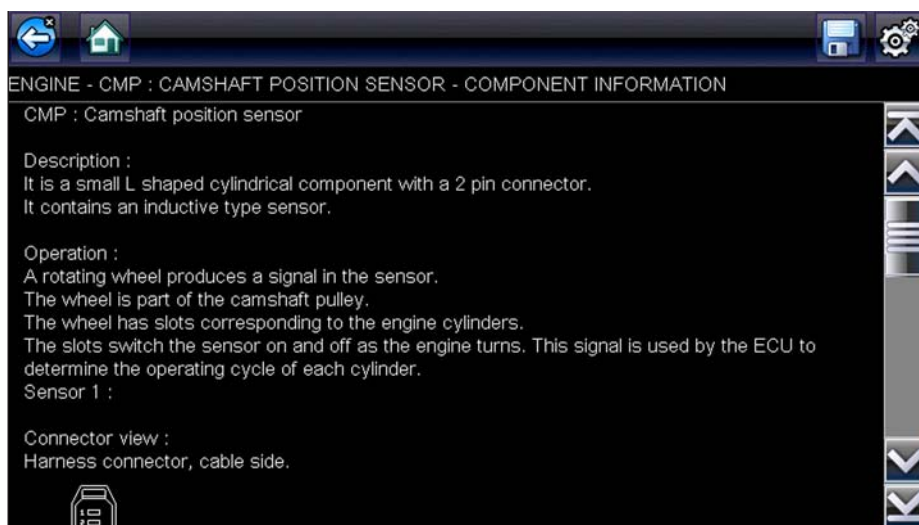 ENGINE - CMP : CAMSHAFT POSITION SENSOR - COMPONENT INFORMATION
CMP : Camshaft position sensor
Description :
It is a small L shaped cylindrical component with a 2 pin connector.
It contains an inductive type sensor.
Operation :
A rotating wheel produces a signal in the sensor.
The wheel is part of the camshaft pulley.
The wheel has slots corresponding to the engine cylinders.
The slots switch the sensor on and off as the engine turns. This signal is used by the ECU to
determine the operating cycle of each cylinder.
Sensor 1 :
Connector view :
Harness connector, cable side.
1
2